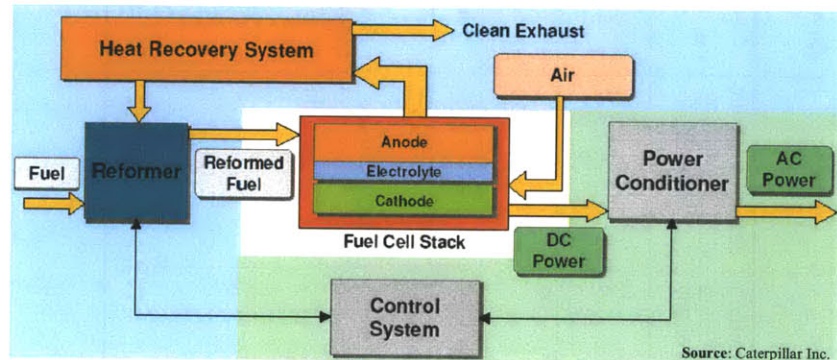 Heat Recovery System
Clean Exhaust
Air
Fuel
Reformer
Reformed
Fuel
Anode
Electrolyte
Cathode
Fuel Cell Stack
Power
Conditioner
AC
Power
DC
Power
Control
System
Source: Caterpillar Inc.